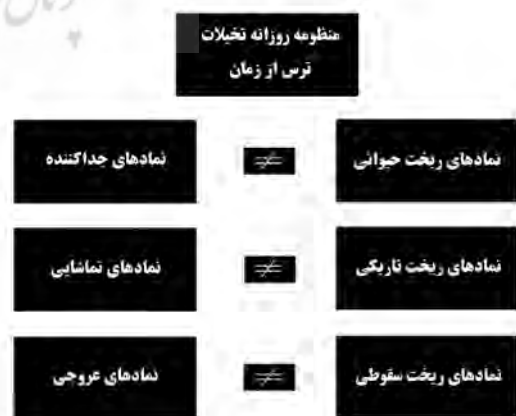 منظومه روزانه تخیلات
ترس از زمان
نمادهای ریخت حیوانی ≠ نمادهای جداکننده
نمادهای ریخت تاریکی ≠ نمادهای تماشایی
نمادهای ریخت سقوطی ≠ نمادهای عروجی